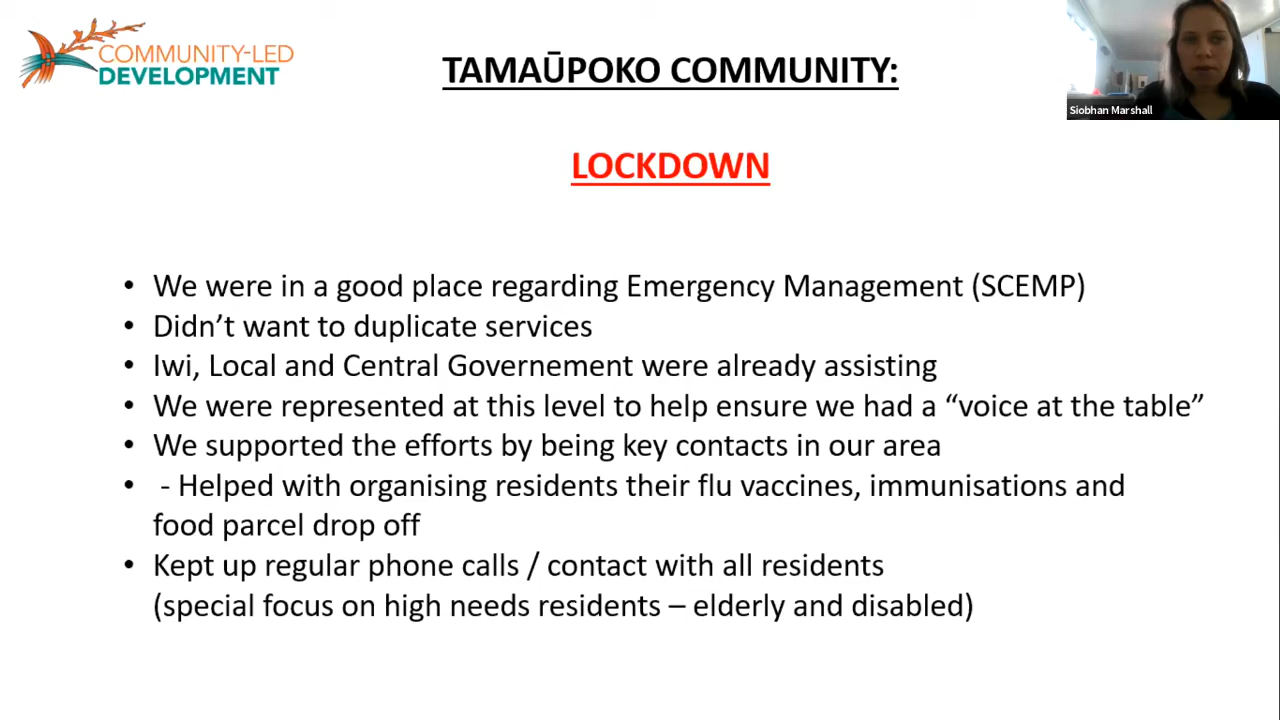 COMMUNITY-LED
DEVELOPMENT
TAMAŪPOKO COMMUNITY:
Siobhan Marshall
LOCKDOWN
• We were in a good place regarding Emergency Management (SCEMP)
• Didn’t want to duplicate services
• Iwi, Local and Central Governement were already assisting
• We were represented at this level to help ensure we had a “voice at the table”
• We supported the efforts by being key contacts in our area
• - Helped with organising residents their flu vaccines, immunisations and
food parcel drop off
• Kept up regular phone calls / contact with all residents
(special focus on high needs residents – elderly and disabled)